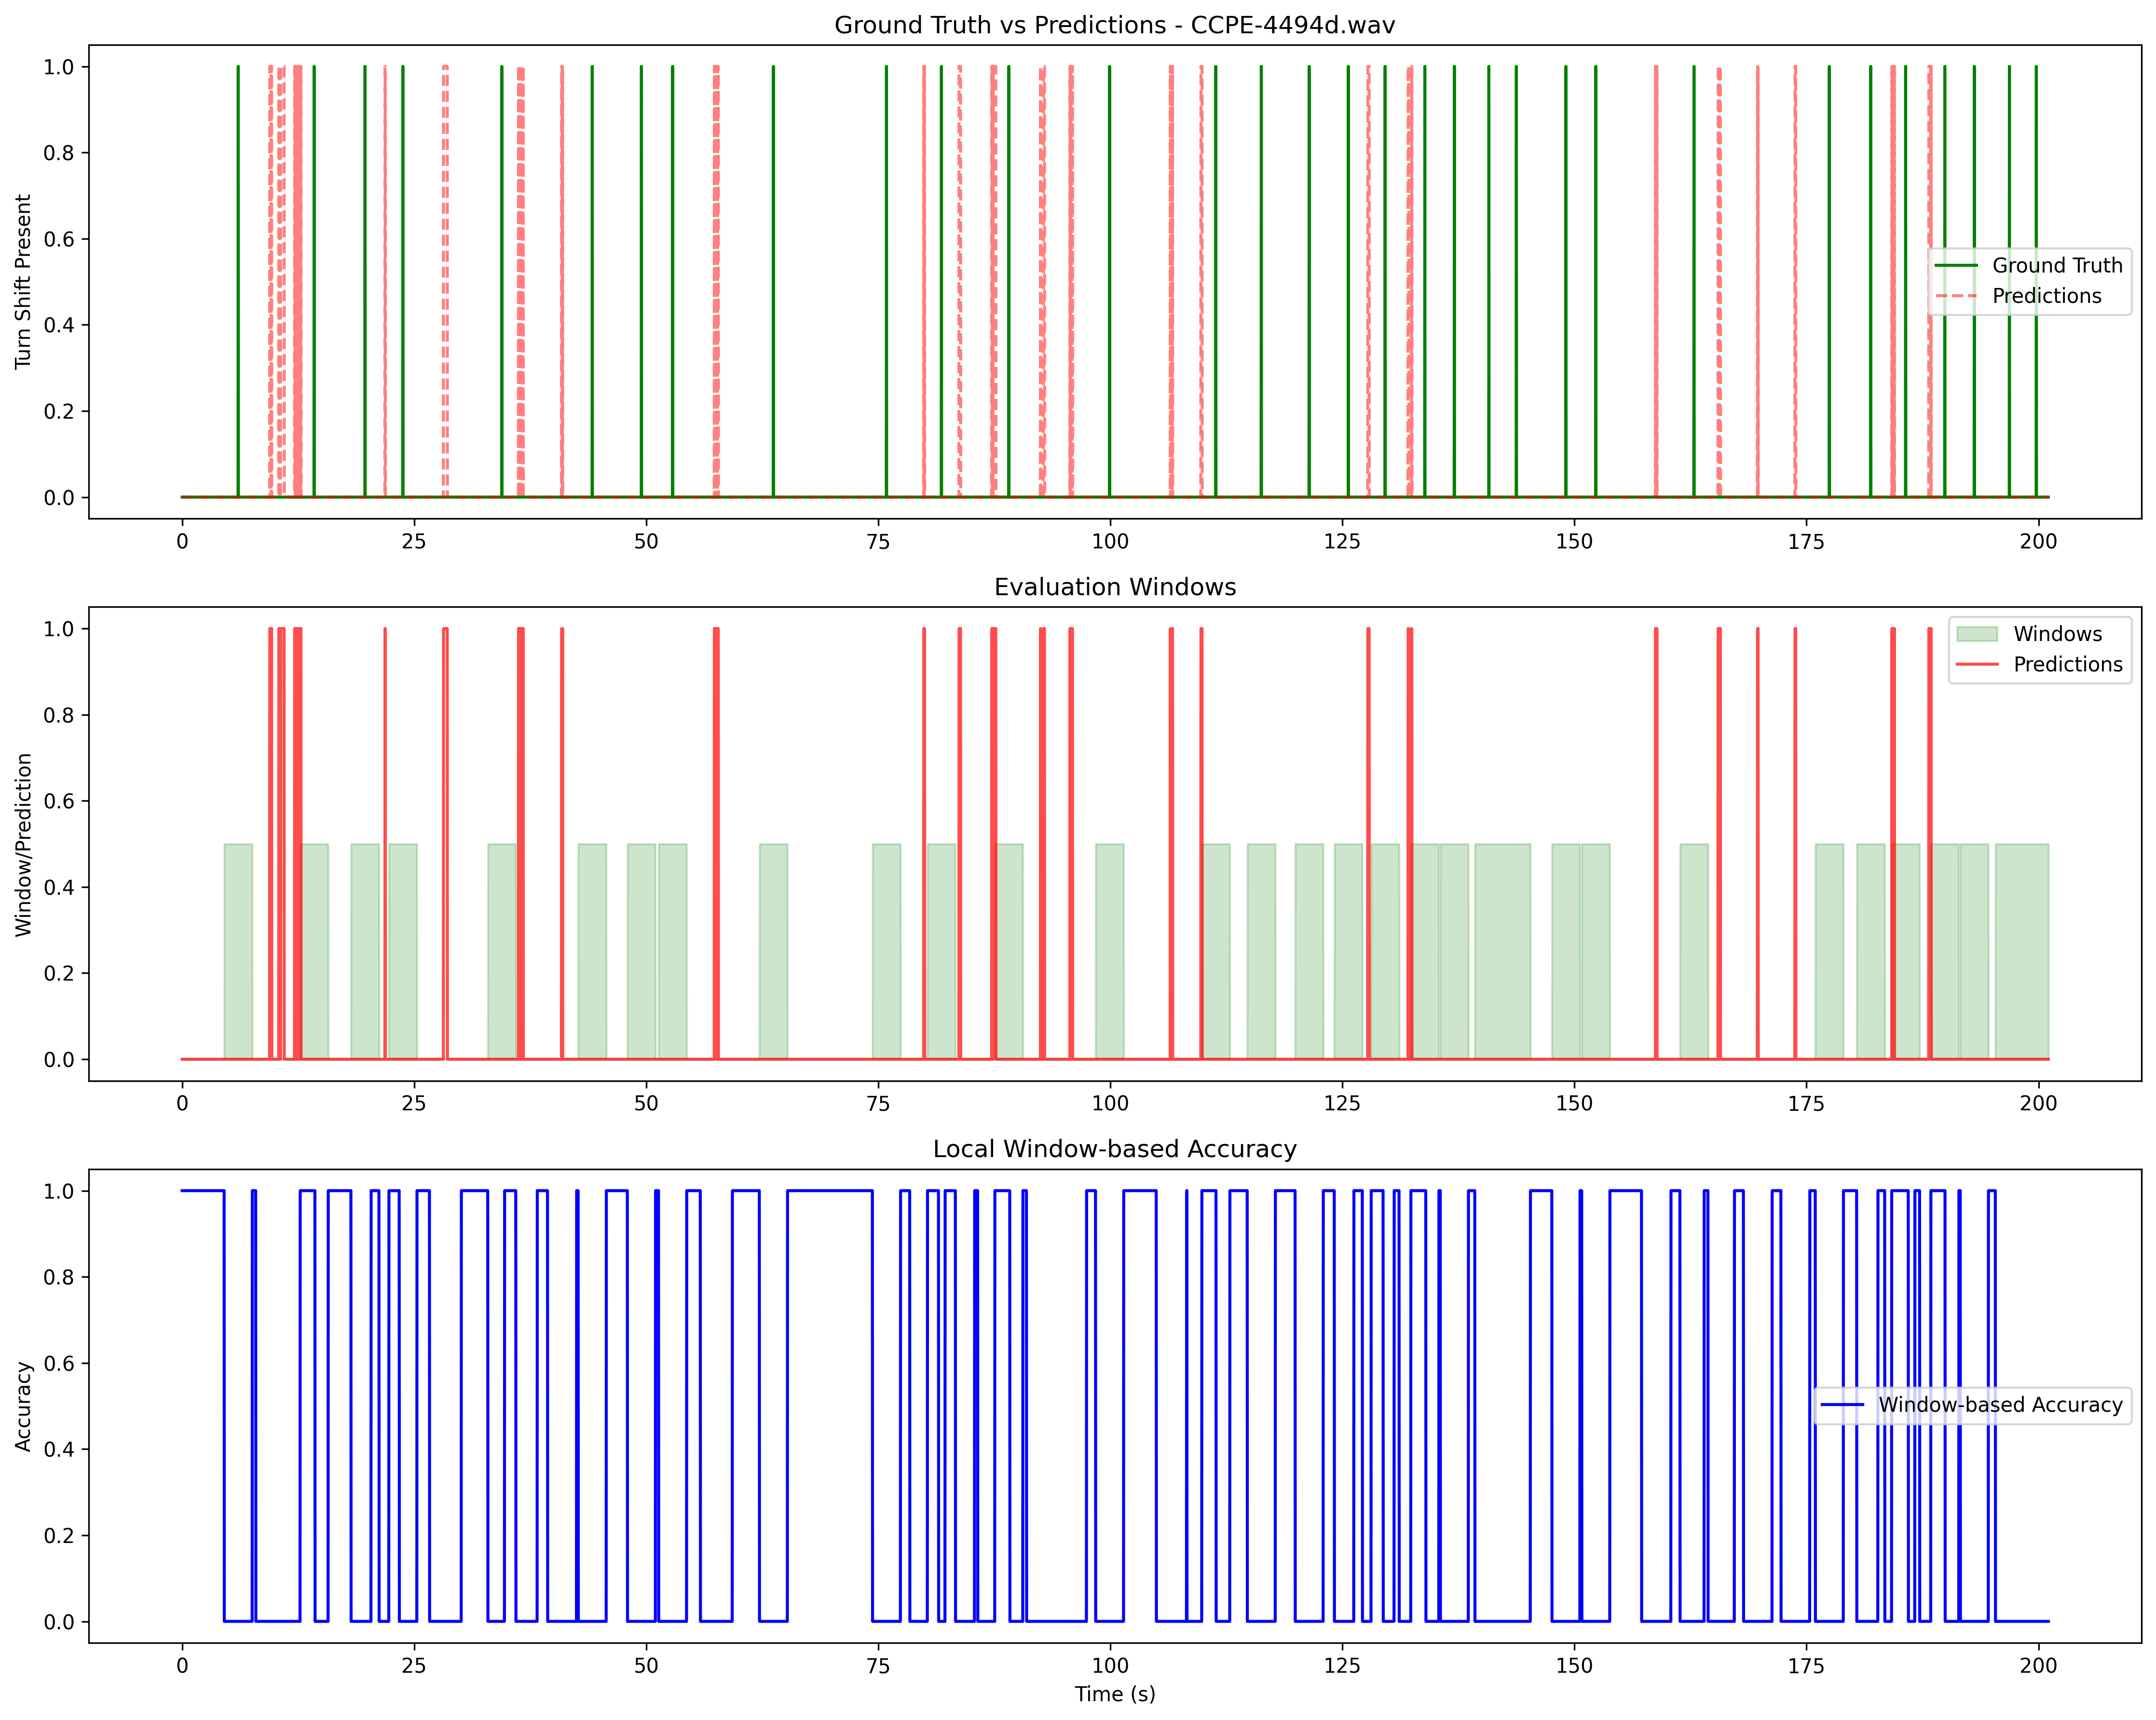 Ground Truth vs Predictions - CCPE-4494d.wav
Turn Shift Present
1.0
0.8
0.6
0.4
0.2
0.0
Ground Truth
Predictions
0 25 50 75 100 125 150 175 200
Evaluation Windows
Window/Prediction
1.0
0.8
0.6
0.4
0.2
0.0
Windows
Predictions
0 25 50 75 100 125 150 175 200
Local Window-based Accuracy
Accuracy
1.0
0.8
0.6
0.4
0.2
0.0
Window-based Accuracy
0 25 50 75 100 125 150 175 200
Time (s)